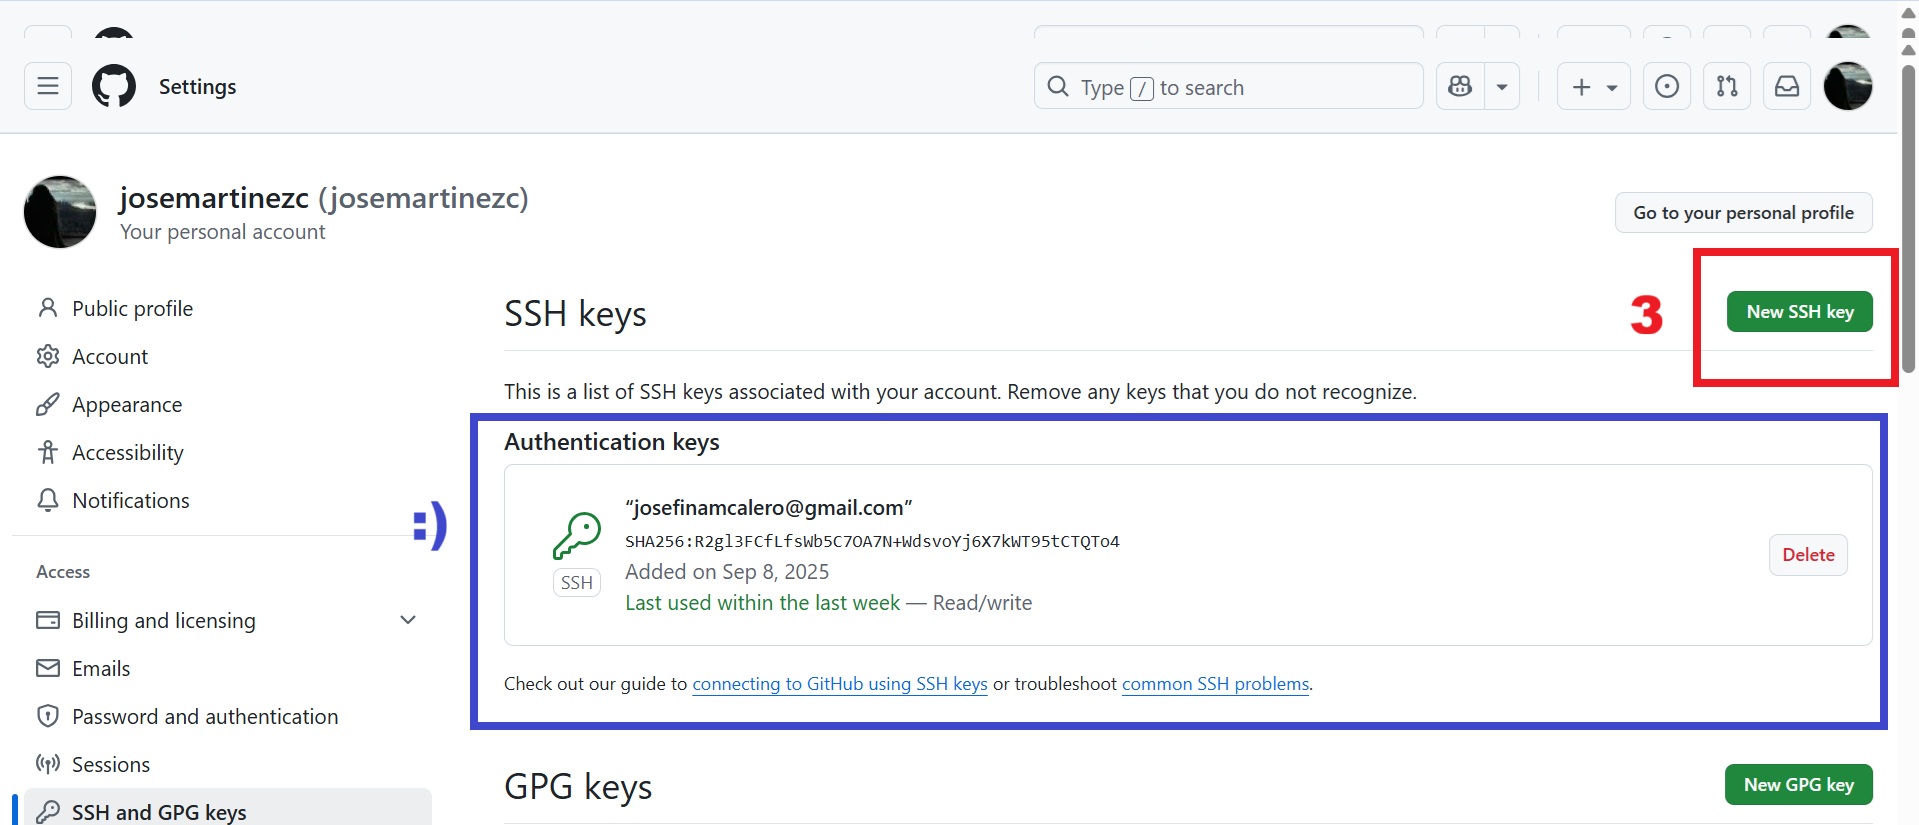 Settings
Type / to search
josemartinezc (josemartinezc)
Your personal account
Go to your personal profile
Public profile
Account
Appearance
Accessibility
Notifications
Access
Billing and licensing
Emails
Password and authentication
Sessions
SSH and GPG keys
SSH keys
3
New SSH key
This is a list of SSH keys associated with your account. Remove any keys that you do not recognize.
:)
Authentication keys
“josefinamcalero@gmail.com”
SHA256:R2gl3FCfLfsWb5C7OA7N+WdsvoYj6X7kWT95tCTQTo4
SSH
Added on Sep 8, 2025
Last used within the last week — Read/write
Delete
Check out our guide to connecting to GitHub using SSH keys or troubleshoot common SSH problems.
GPG keys
New GPG key